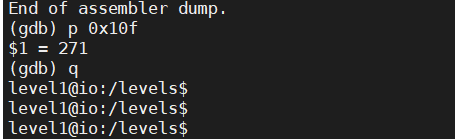 End of assembler dump.
(gdb) p 0x10f
$1 = 271
(gdb) q
level1@io:/levels$
level1@io:/levels$
level1@io:/levels$